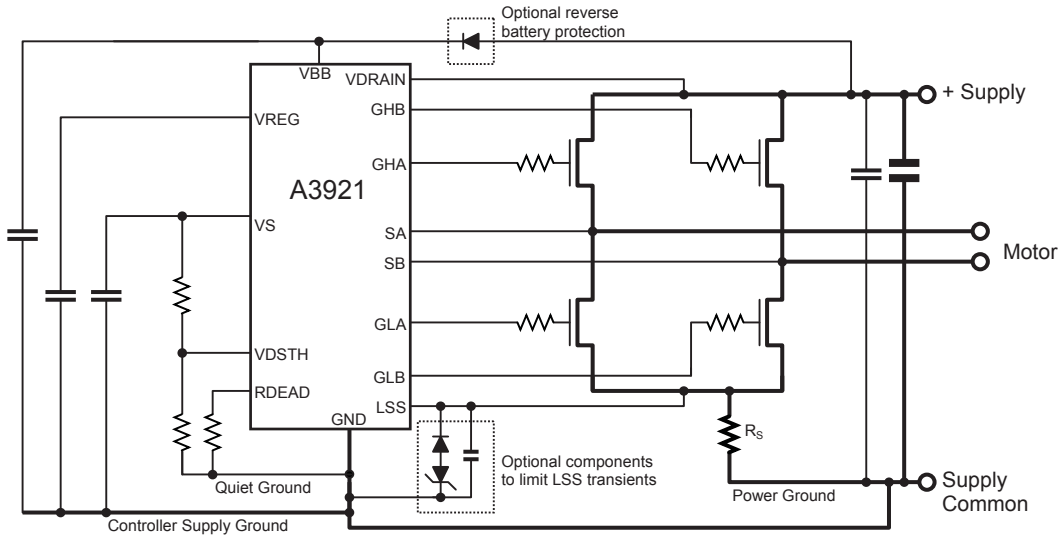 Optional reverse
battery protection
VBB
VDRAIN
GHB
+ Supply
VREG
GHA
A3921
VS
SA
SB
Motor
GLA
VDSTH
GLB
RDEAD
LSS
GND
RS
Optional components
to limit LSS transients
Quiet Ground
Power Ground
Supply
Common
Controller Supply Ground